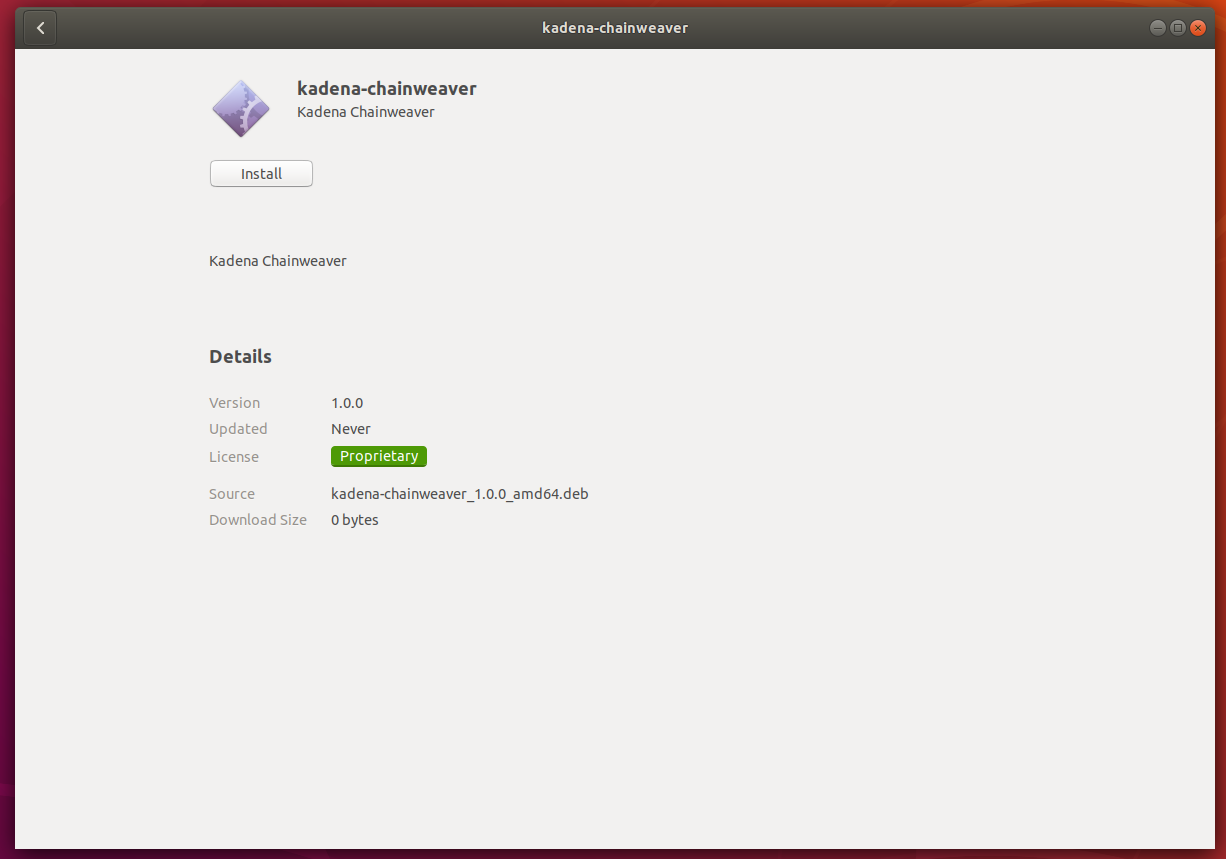 kadena-chainweaver
kadena-chainweaver
Kadena Chainweaver
Install
Kadena Chainweaver
Details
Version 1.0.0
Updated Never
License Proprietary
Source kadena-chainweaver_1.0.0_amd64.deb
Download Size 0 bytes